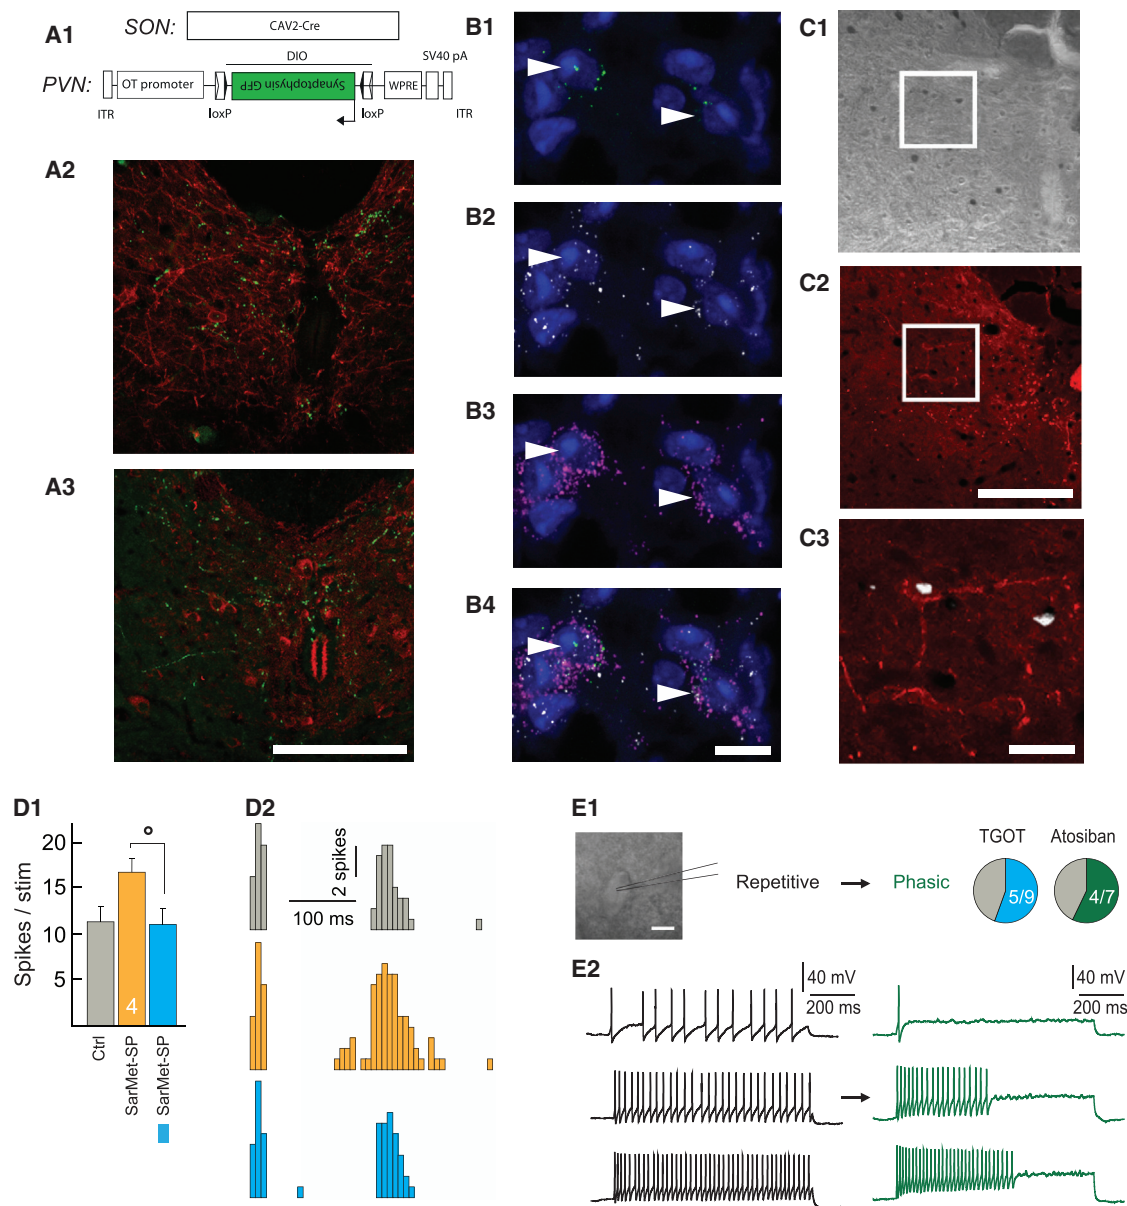 A1
SON:
CAV2-Cre
DIO
SV40 pA
PVN:
OT promoter
Synaptophysin GFP
WPRE
ITR
loxP
loxP
ITR
A2
A3
B1
B2
B3
B4
C1
C2
C3
D1
20
15
10
5
Spikes / stim
4
Ctrl
SarMet-SP
SarMet-SP
D2
2 spikes
100 ms
E1
Repetitive
Phasic
TGOT
Atosiban
5/9
4/7
E2
40 mV
200 ms
40 mV
200 ms